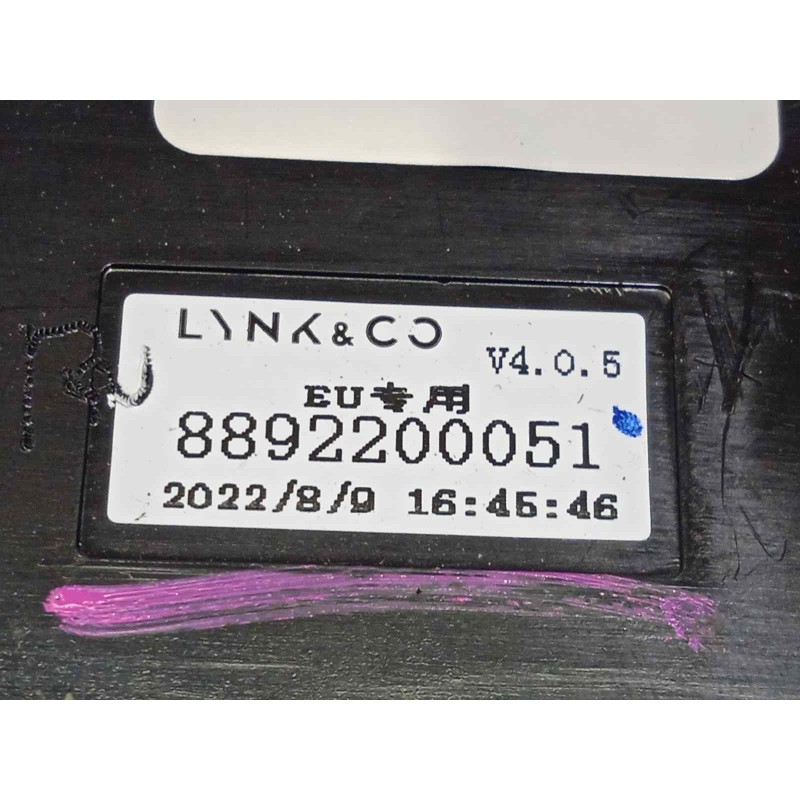 LYNK & CO
V4.0.5
EU专用
8892200051
2022/8/9 16:45:46